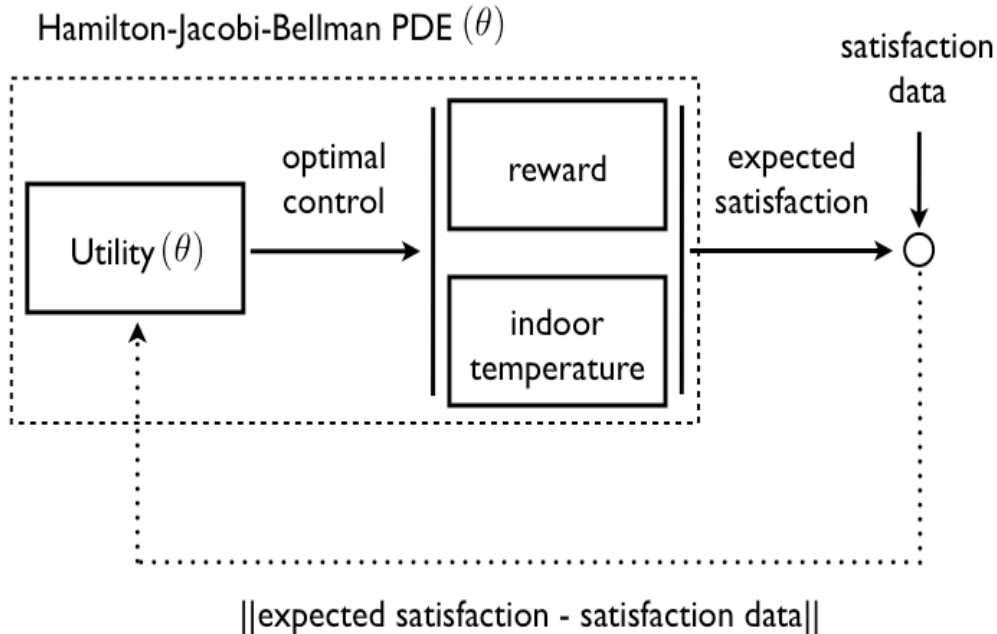 Hamilton-Jacobi-Bellman PDE (θ)
satisfaction
data
optimal
control
reward
expected
satisfaction
Utility (θ)
indoor
temperature
||expected satisfaction - satisfaction data||